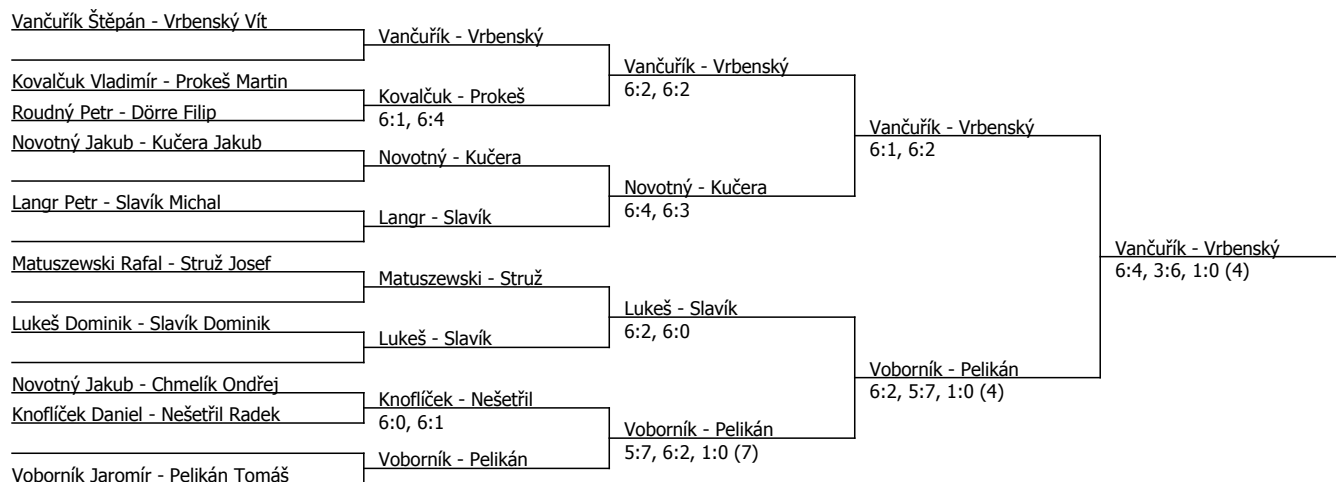 Vančuřík Štěpán - Vrbenský Vít
Vančuřík - Vrbenský
Vančuřík - Vrbenský
6:2, 6:2
Kovalčuk Vladimír - Prokeš Martin
Kovalčuk - Prokeš
6:1, 6:4
Roudný Petr - Dörre Filip
Vančuřík - Vrbenský
6:1, 6:2
Novotný Jakub - Kučera Jakub
Novotný - Kučera
Novotný - Kučera
6:4, 6:3
Langr Petr - Slavík Michal
Langr - Slavík
Vančuřík - Vrbenský
6:4, 3:6, 1:0 (4)
Matuszewski Rafal - Struž Josef
Matuszewski - Struž
Lukeš - Slavík
6:2, 6:0
Lukeš Dominik - Slavík Dominik
Lukeš - Slavík
Voborník - Pelikán
6:2, 5:7, 1:0 (4)
Novotný Jakub - Chmelík Ondřej
Knoflíček - Nešetřil
6:0, 6:1
Knoflíček Daniel - Nešetřil Radek
Voborník - Pelikán
5:7, 6:2, 1:0 (7)
Voborník - Pelikán
Voborník Jaromír - Pelikán Tomáš